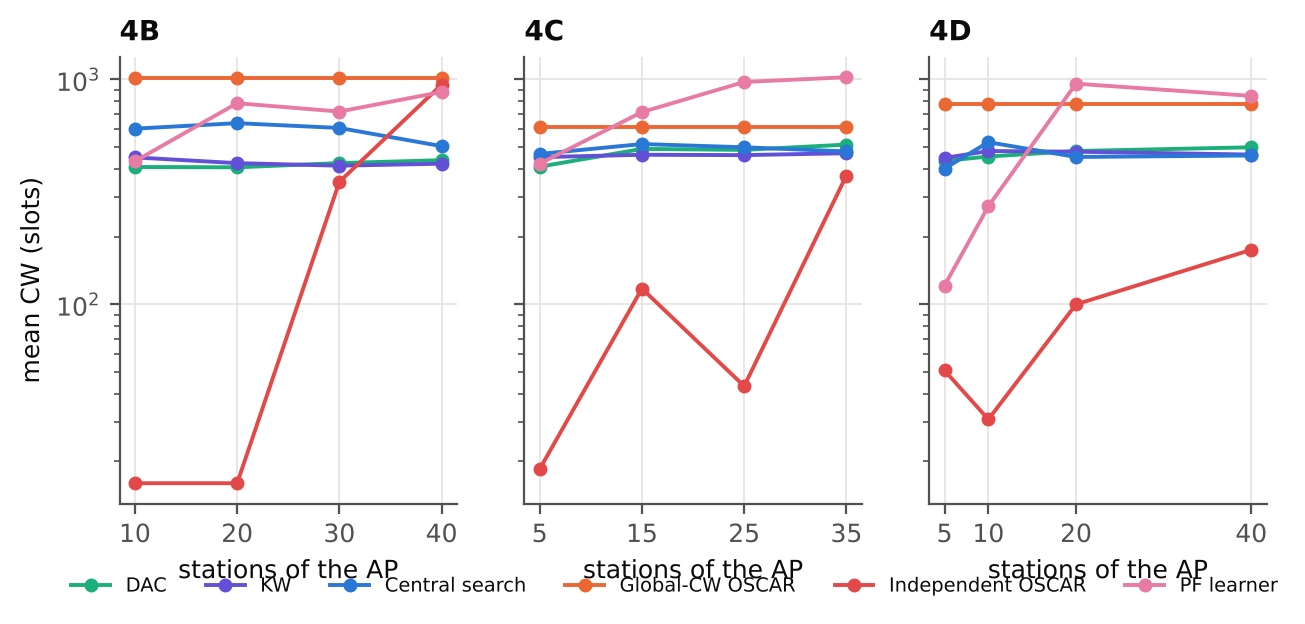 4B 4C 4D
10³
10²
mean CW (slots)
10 20 30 40 5 15 25 35 5 10 20 40
stations of the AP stations of the AP stations of the AP
DAC KW Central search Global-CW OSCAR Independent OSCAR PF learner